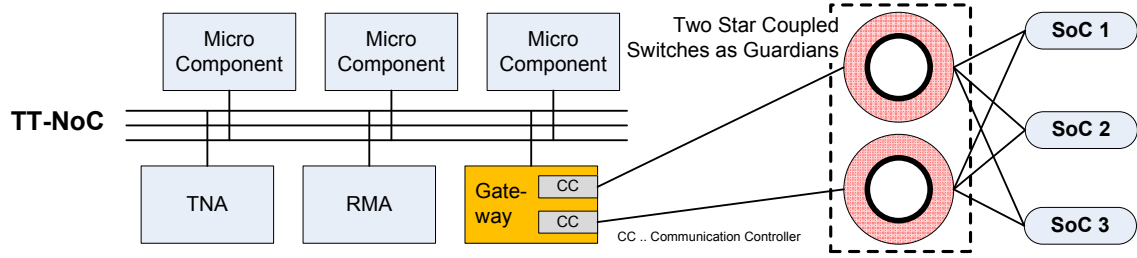 Micro
Component
Micro
Component
Micro
Component
Two Star Coupled
Switches as Guardians
SoC 1
TT-NoC
SoC 2
TNA
RMA
Gate-
way
CC
CC
CC .. Communication Controller
SoC 3